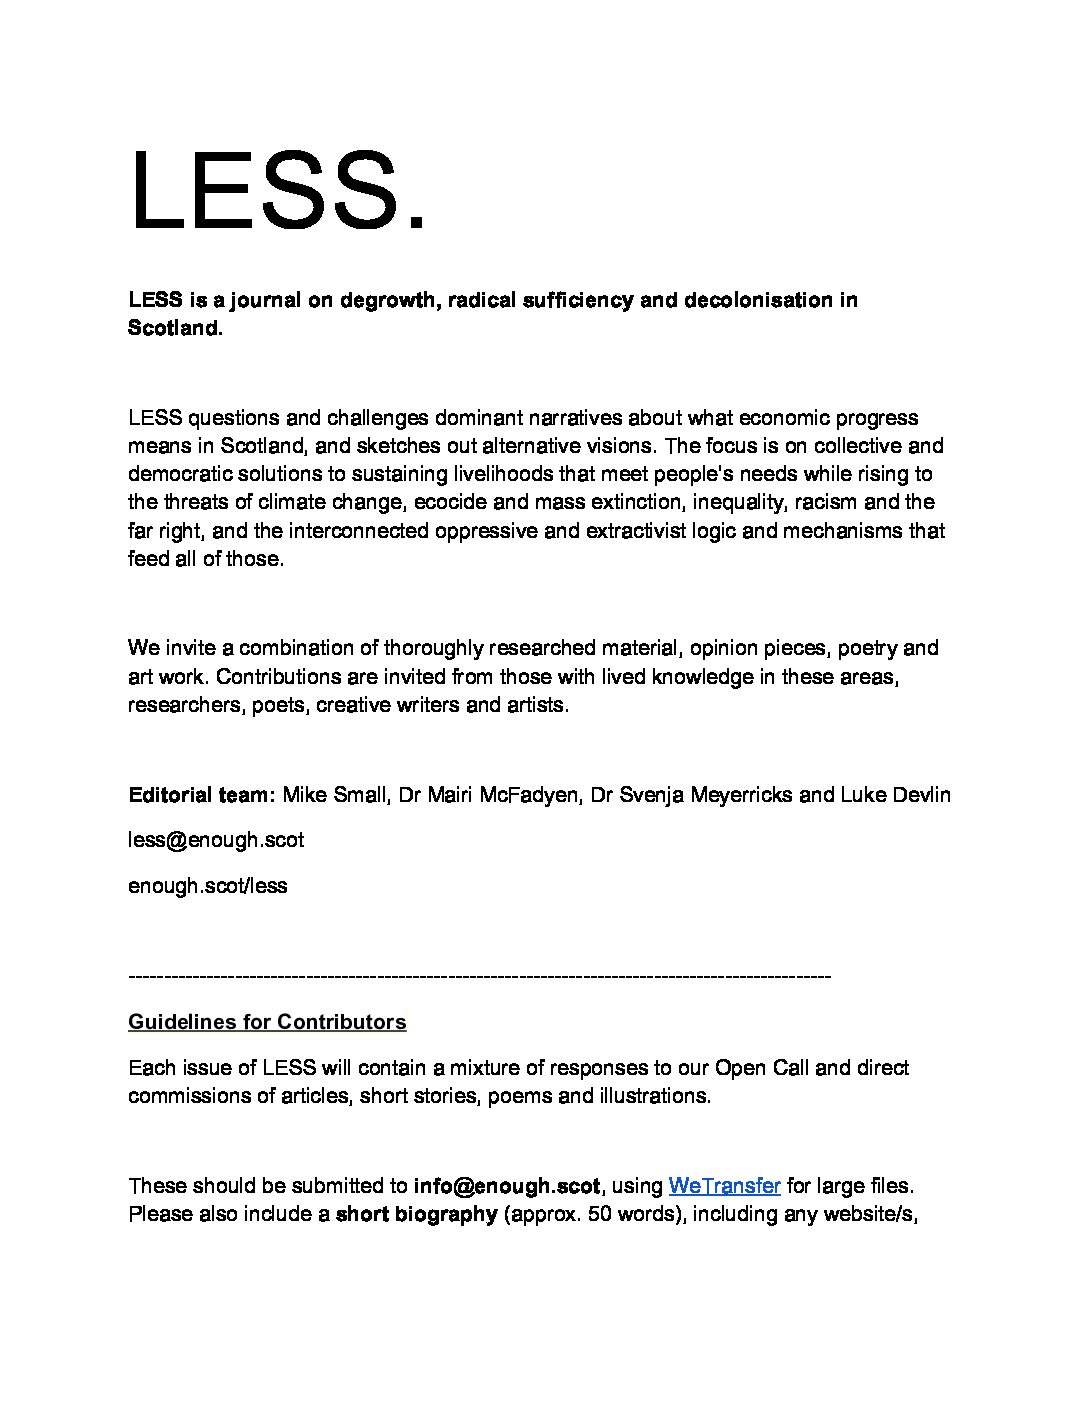 LESS.
LESS is a journal on degrowth, radical sufficiency and decolonisation in
Scotland.
LESS questions and challenges dominant narratives about what economic progress
means in Scotland, and sketches out alternative visions. The focus is on collective and
democratic solutions to sustaining livelihoods that meet people's needs while rising to
the threats of climate change, ecocide and mass extinction, inequality, racism and the
far right, and the interconnected oppressive and extractivist logic and mechanisms that
feed all of those.
We invite a combination of thoroughly researched material, opinion pieces, poetry and
art work. Contributions are invited from those with lived knowledge in these areas,
researchers, poets, creative writers and artists.
Editorial team: Mike Small, Dr Mairi McFadyen, Dr Svenja Meyerricks and Luke Devlin
less@enough.scot
enough.scot/less
----------------------------------------------------------------------------------------------------
Guidelines for Contributors
Each issue of LESS will contain a mixture of responses to our Open Call and direct
commissions of articles, short stories, poems and illustrations.
These should be submitted to info@enough.scot, using WeTransfer for large files.
Please also include a short biography (approx. 50 words), including any website/s,